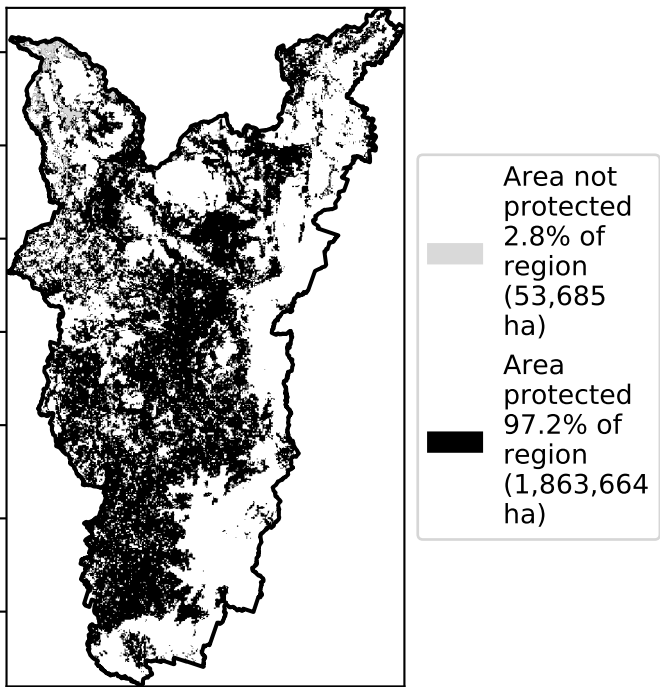 Area not
protected
2.8% of
region
(53,685
ha)
Area
protected
97.2% of
region
(1,863,664
ha)